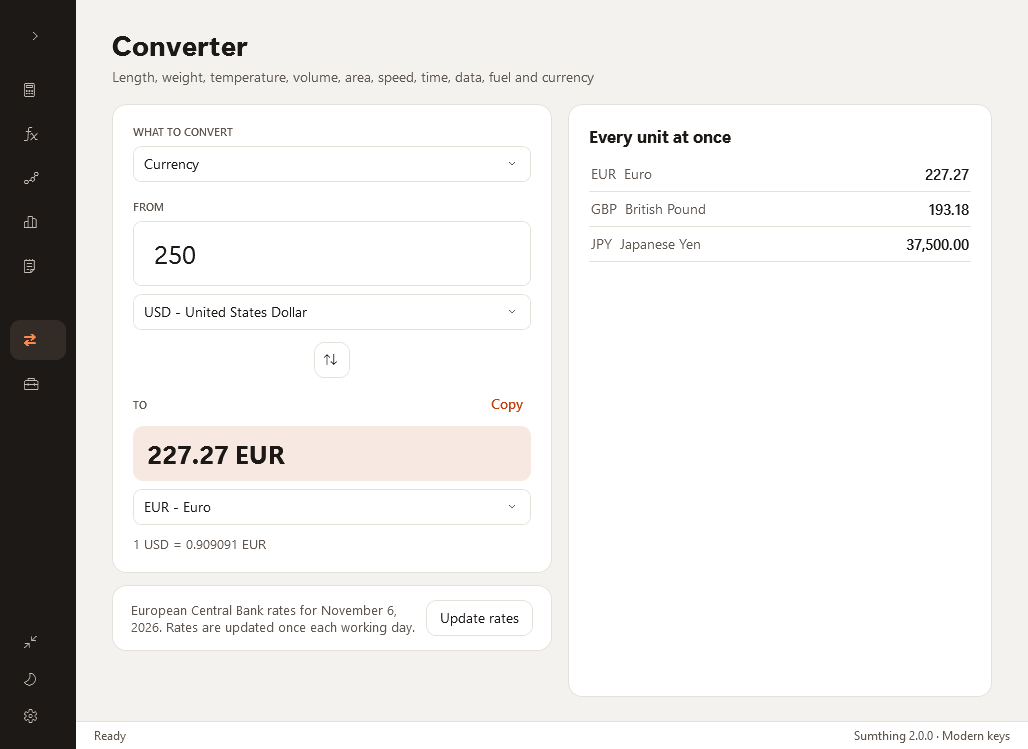 Converter
Length, weight, temperature, volume, area, speed, time, data, fuel and currency
WHAT TO CONVERT
Currency
FROM
250
USD - United States Dollar
TO
Copy
227.27 EUR
EUR - Euro
1 USD = 0.909091 EUR
European Central Bank rates for November 6,
2026. Rates are updated once each working day.
Update rates
Every unit at once
EUR Euro 227.27
GBP British Pound 193.18
JPY Japanese Yen 37,500.00
Ready
Sumthing 2.0.0 · Modern keys